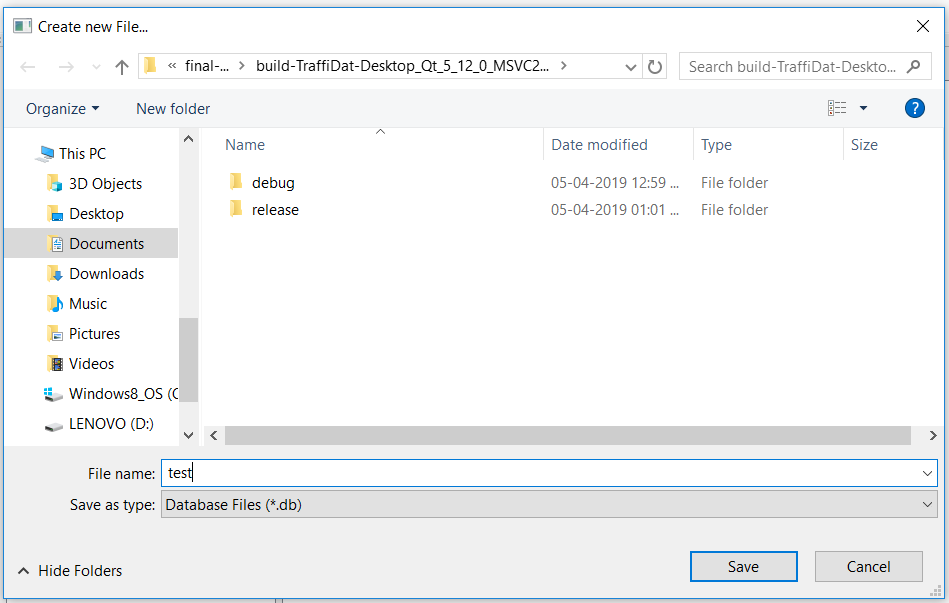 Create new File...
« final-... > build-TraffiDat-Desktop_Qt_5_12_0_MSVC2... >
Search build-TraffiDat-Deskto...
Organize
New folder
?
This PC
3D Objects
Desktop
Documents
Downloads
Music
Pictures
Videos
Windows8_OS (C
LENOVO (D:)
Name Date modified Type Size
debug 05-04-2019 12:59 ... File folder
release 05-04-2019 01:01 ... File folder
File name: test
Save as type: Database Files (*.db)
Hide Folders
Save
Cancel